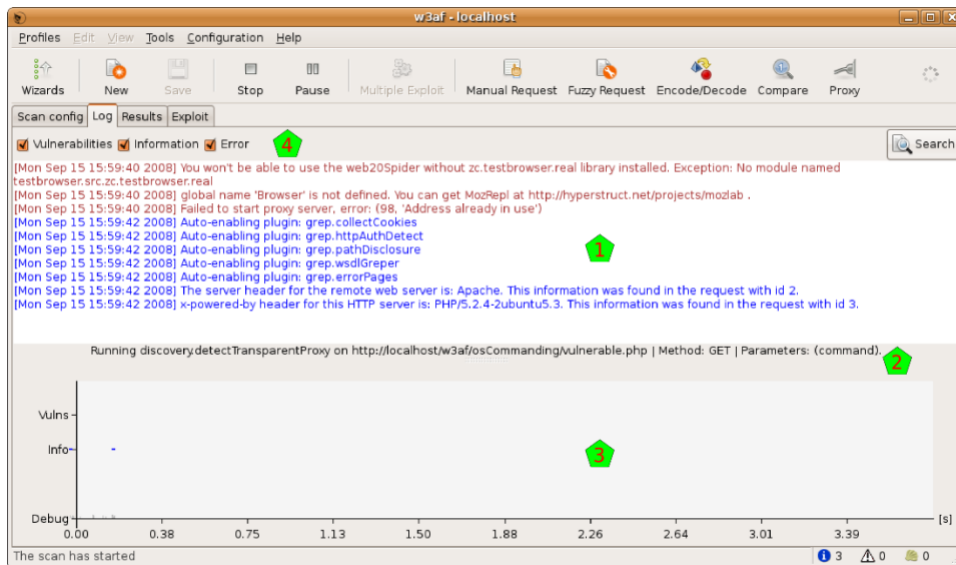 w3af - localhost
Profiles Edit View Tools Configuration Help
Wizards New Save Stop Pause Multiple Exploit Manual Request Fuzzy Request Encode/Decode Compare Proxy
Scan config Log Results Exploit
Vulnerabilities Information Error 4 Search
[Mon Sep 15 15:59:40 2008] You won't be able to use the web20Spider without zc.testbrowser.real library installed. Exception: No module named
testbrowser.src.zc.testbrowser.real
[Mon Sep 15 15:59:40 2008] global name 'Browser' is not defined. You can get MozRepl at http://hyperstruct.net/projects/mozlab .
[Mon Sep 15 15:59:40 2008] Failed to start proxy server, error: (98, 'Address already in use')
[Mon Sep 15 15:59:42 2008] Auto-enabling plugin: grep.collectCookies
[Mon Sep 15 15:59:42 2008] Auto-enabling plugin: grep.httpAuthDetect
[Mon Sep 15 15:59:42 2008] Auto-enabling plugin: grep.pathDisclosure
[Mon Sep 15 15:59:42 2008] Auto-enabling plugin: grep.wsdlGreper
[Mon Sep 15 15:59:42 2008] Auto-enabling plugin: grep.errorPages
[Mon Sep 15 15:59:42 2008] The server header for the remote web server is: Apache. This information was found in the request with id 2.
[Mon Sep 15 15:59:42 2008] x-powered-by header for this HTTP server is: PHP/5.2.4-2ubuntu5.3. This information was found in the request with id 3.
1
Running discovery.detectTransparentProxy on http://localhost/w3af/osCommanding/vulnerable.php | Method: GET | Parameters: (command).
2
Vulns
Info
3
Debug
0.00 0.38 0.75 1.13 1.50 1.88 2.26 2.64 3.01 3.39 [s]
The scan has started 3 0 0